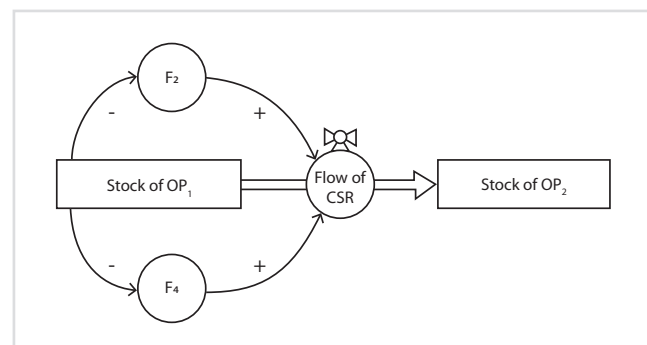 F₂
-
+
Stock of OP₁
Flow of
CSR
Stock of OP₂
-
+
F₄